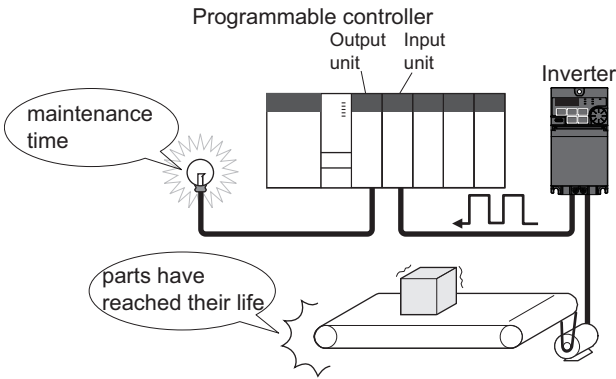 Programmable controller
Output
unit
Input
unit
Inverter
maintenance
time
parts have
reached their life